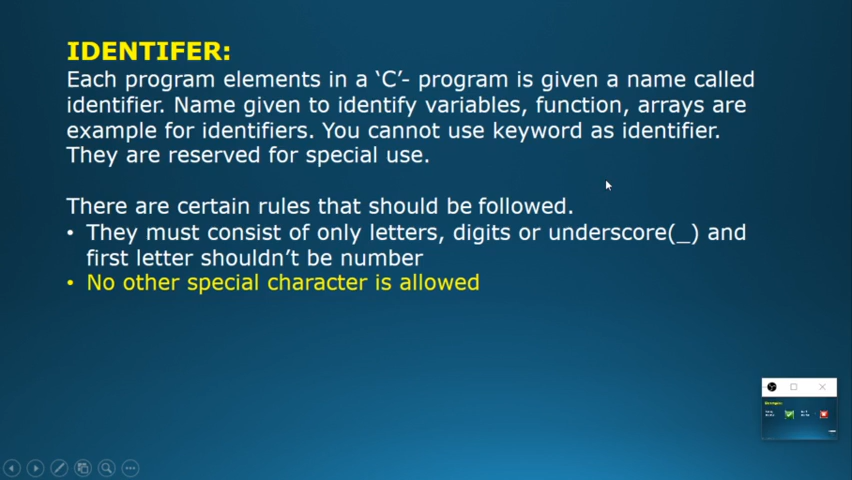 IDENTIFER:
Each program elements in a ‘C’- program is given a name called
identifier. Name given to identify variables, function, arrays are
example for identifiers. You cannot use keyword as identifier.
They are reserved for special use.
There are certain rules that should be followed.
• They must consist of only letters, digits or underscore(_) and
first letter shouldn’t be number
• No other special character is allowed